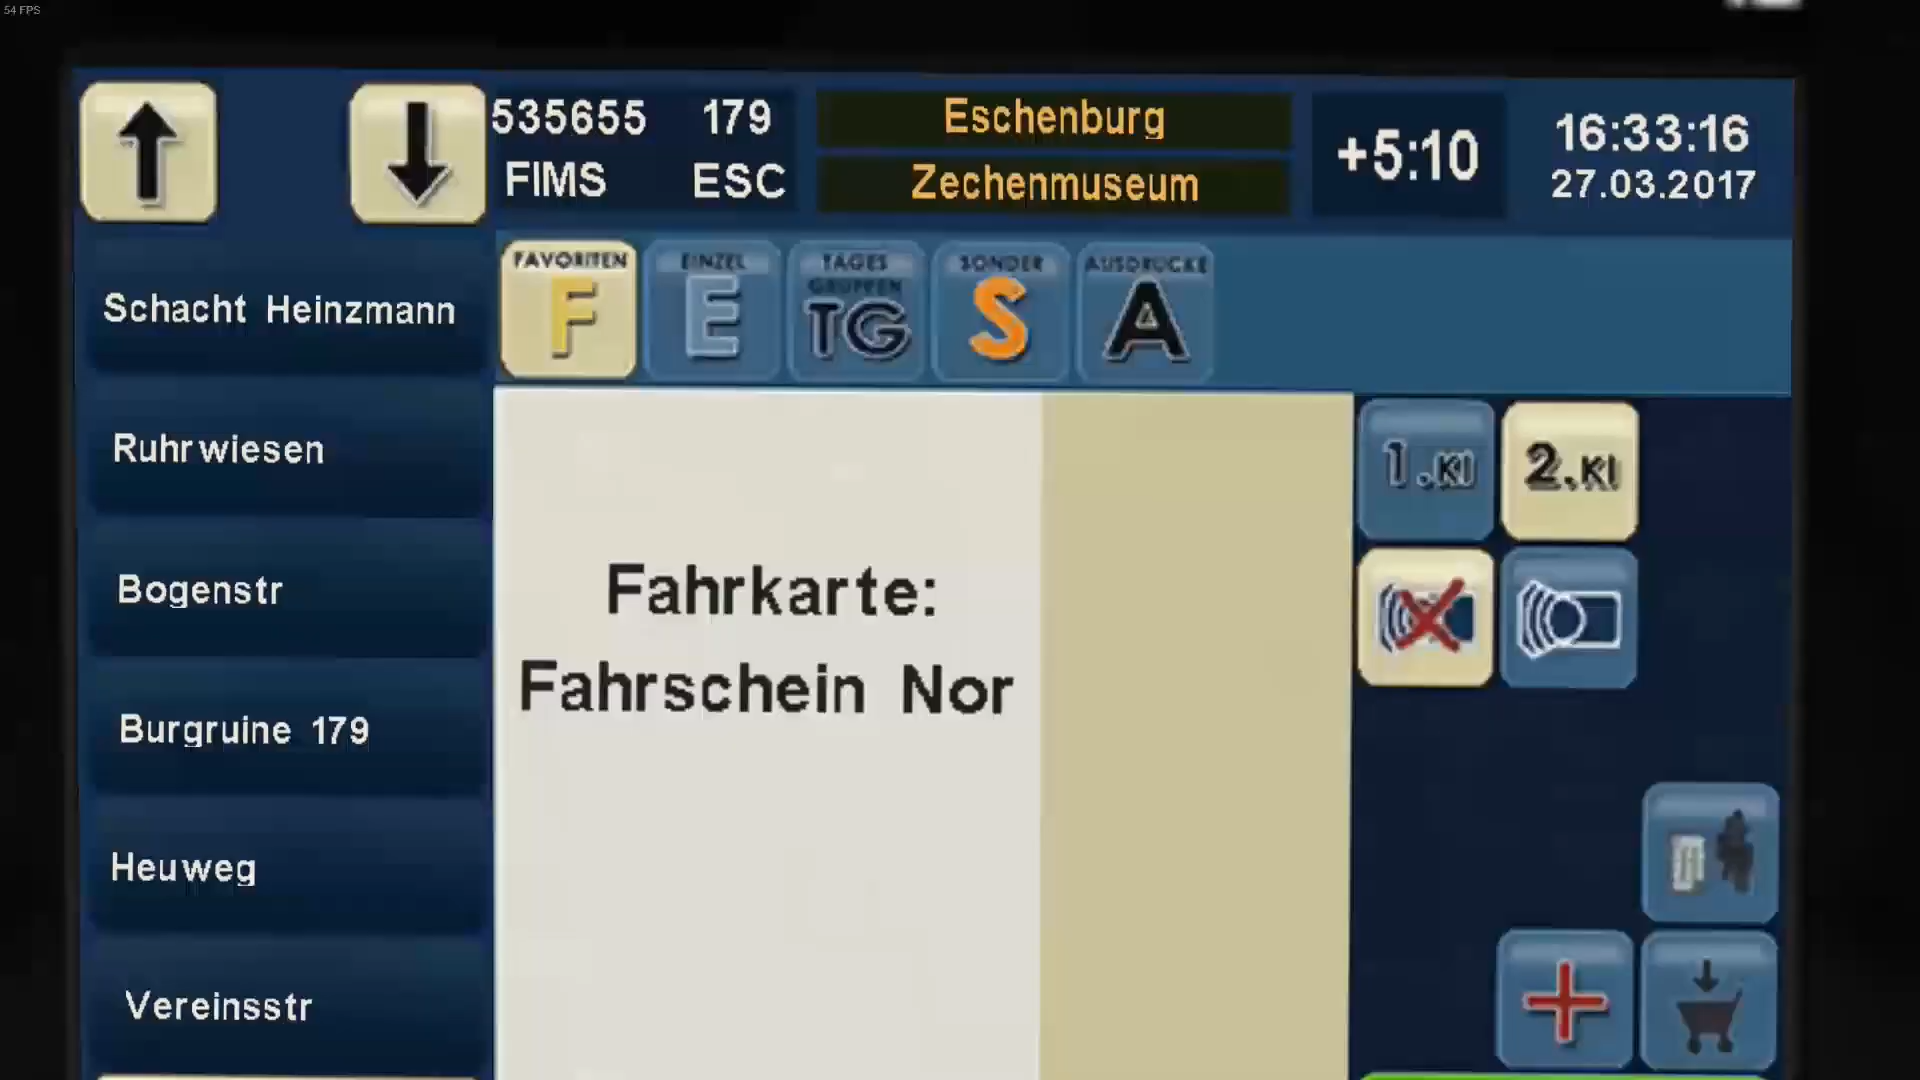 54 FPS
535655 179
FIMS ESC
Eschenburg
Zechenmuseum
+5:10
16:33:16
27.03.2017
FAVORITEN
F
EINZEL
E
TAGES
GRUPPEN
TG
SONDER
S
AUSDRUCKE
A
Schacht Heinzmann
Ruhrwiesen
Bogenstr
Burgruine 179
Heuweg
Vereinsstr
Fahrkarte:
Fahrschein Nor
1.Kl
2.Kl